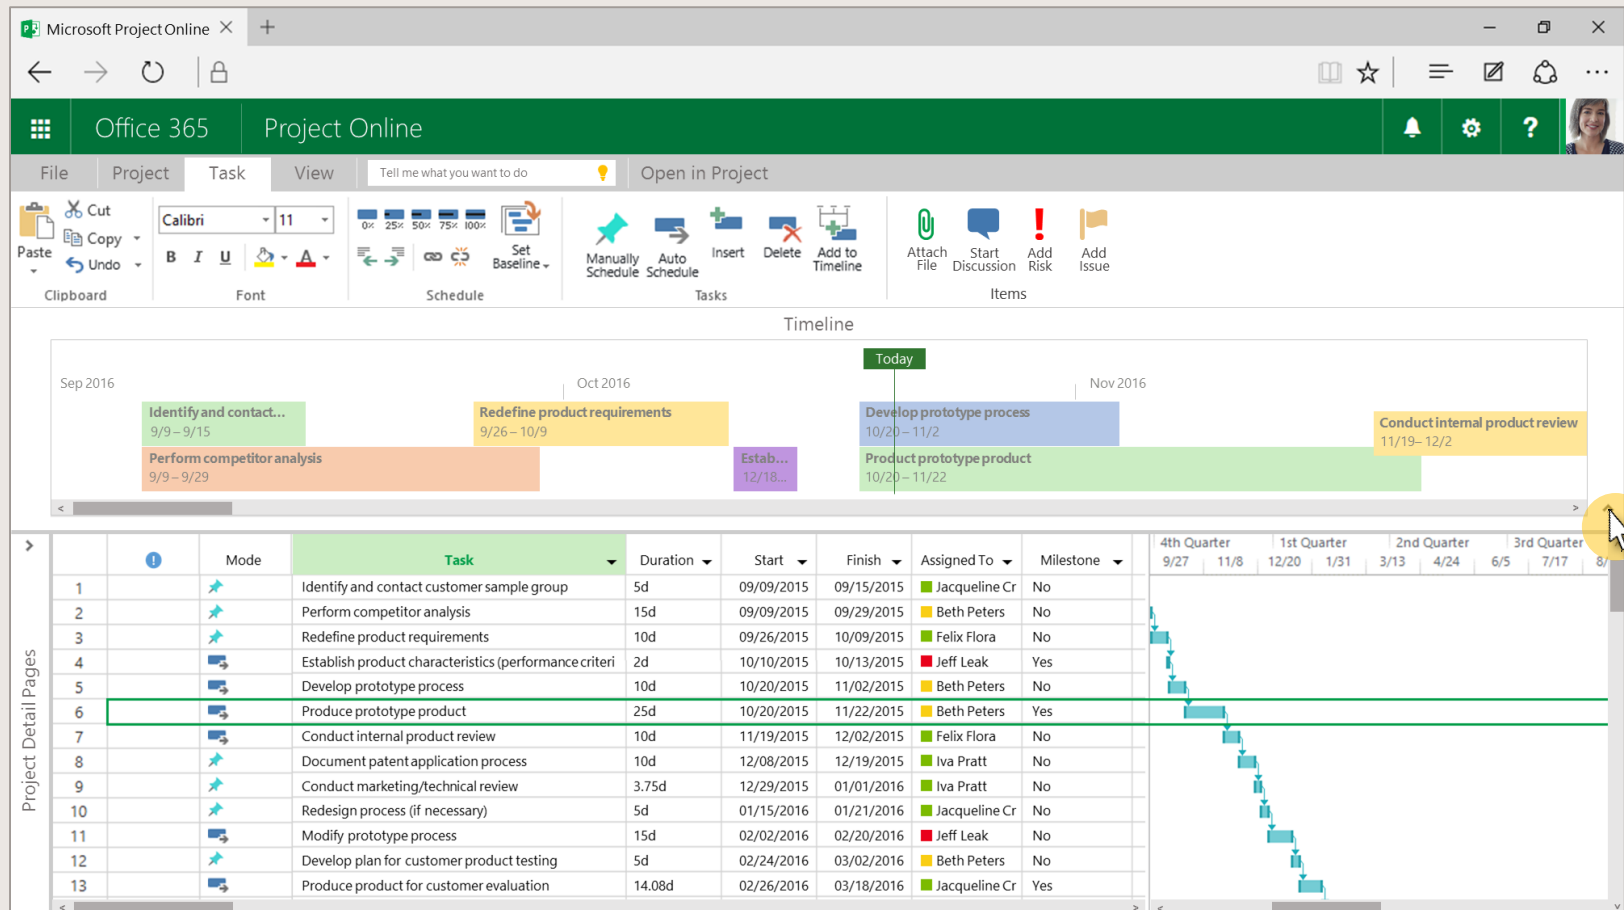 Microsoft Project Online
Office 365
Project Online
File
Project
Task
View
Tell me what you want to do
Open in Project
Paste
Cut
Copy
Undo
Clipboard
Calibri
11
B I U
A
Font
0% 25% 50% 75% 100%
Set Baseline
Schedule
Manually Schedule
Auto Schedule
Insert
Delete
Add to Timeline
Tasks
Attach File
Start Discussion
Add Risk
Add Issue
Items
Timeline
Today
Sep 2016
Oct 2016
Nov 2016
Identify and contact...
9/9 – 9/15
Redefine product requirements
9/26 – 10/9
Develop prototype process
10/20 – 11/2
Conduct internal product review
11/19– 12/2
Perform competitor analysis
9/9 – 9/29
Estab...
12/18...
Product prototype product
10/20 – 11/22
Project Detail Pages
Mode Task Duration Start Finish Assigned To Milestone
4th Quarter 1st Quarter 2nd Quarter 3rd Quarter
9/27 11/8 12/20 1/31 3/13 4/24 6/5 7/17 8/
1 Identify and contact customer sample group 5d 09/09/2015 09/15/2015 Jacqueline Cr No
2 Perform competitor analysis 15d 09/09/2015 09/29/2015 Beth Peters No
3 Redefine product requirements 10d 09/26/2015 10/09/2015 Felix Flora No
4 Establish product characteristics (performance criteri 2d 10/10/2015 10/13/2015 Jeff Leak Yes
5 Develop prototype process 10d 10/20/2015 11/02/2015 Beth Peters No
6 Produce prototype product 25d 10/20/2015 11/22/2015 Beth Peters Yes
7 Conduct internal product review 10d 11/19/2015 12/02/2015 Felix Flora No
8 Document patent application process 10d 12/08/2015 12/19/2015 Iva Pratt No
9 Conduct marketing/technical review 3.75d 12/29/2015 01/01/2016 Iva Pratt No
10 Redesign process (if necessary) 5d 01/15/2016 01/21/2016 Jacqueline Cr No
11 Modify prototype process 15d 02/02/2016 02/20/2016 Jeff Leak No
12 Develop plan for customer product testing 5d 02/24/2016 03/02/2016 Beth Peters No
13 Produce product for customer evaluation 14.08d 02/26/2016 03/18/2016 Jacqueline Cr Yes